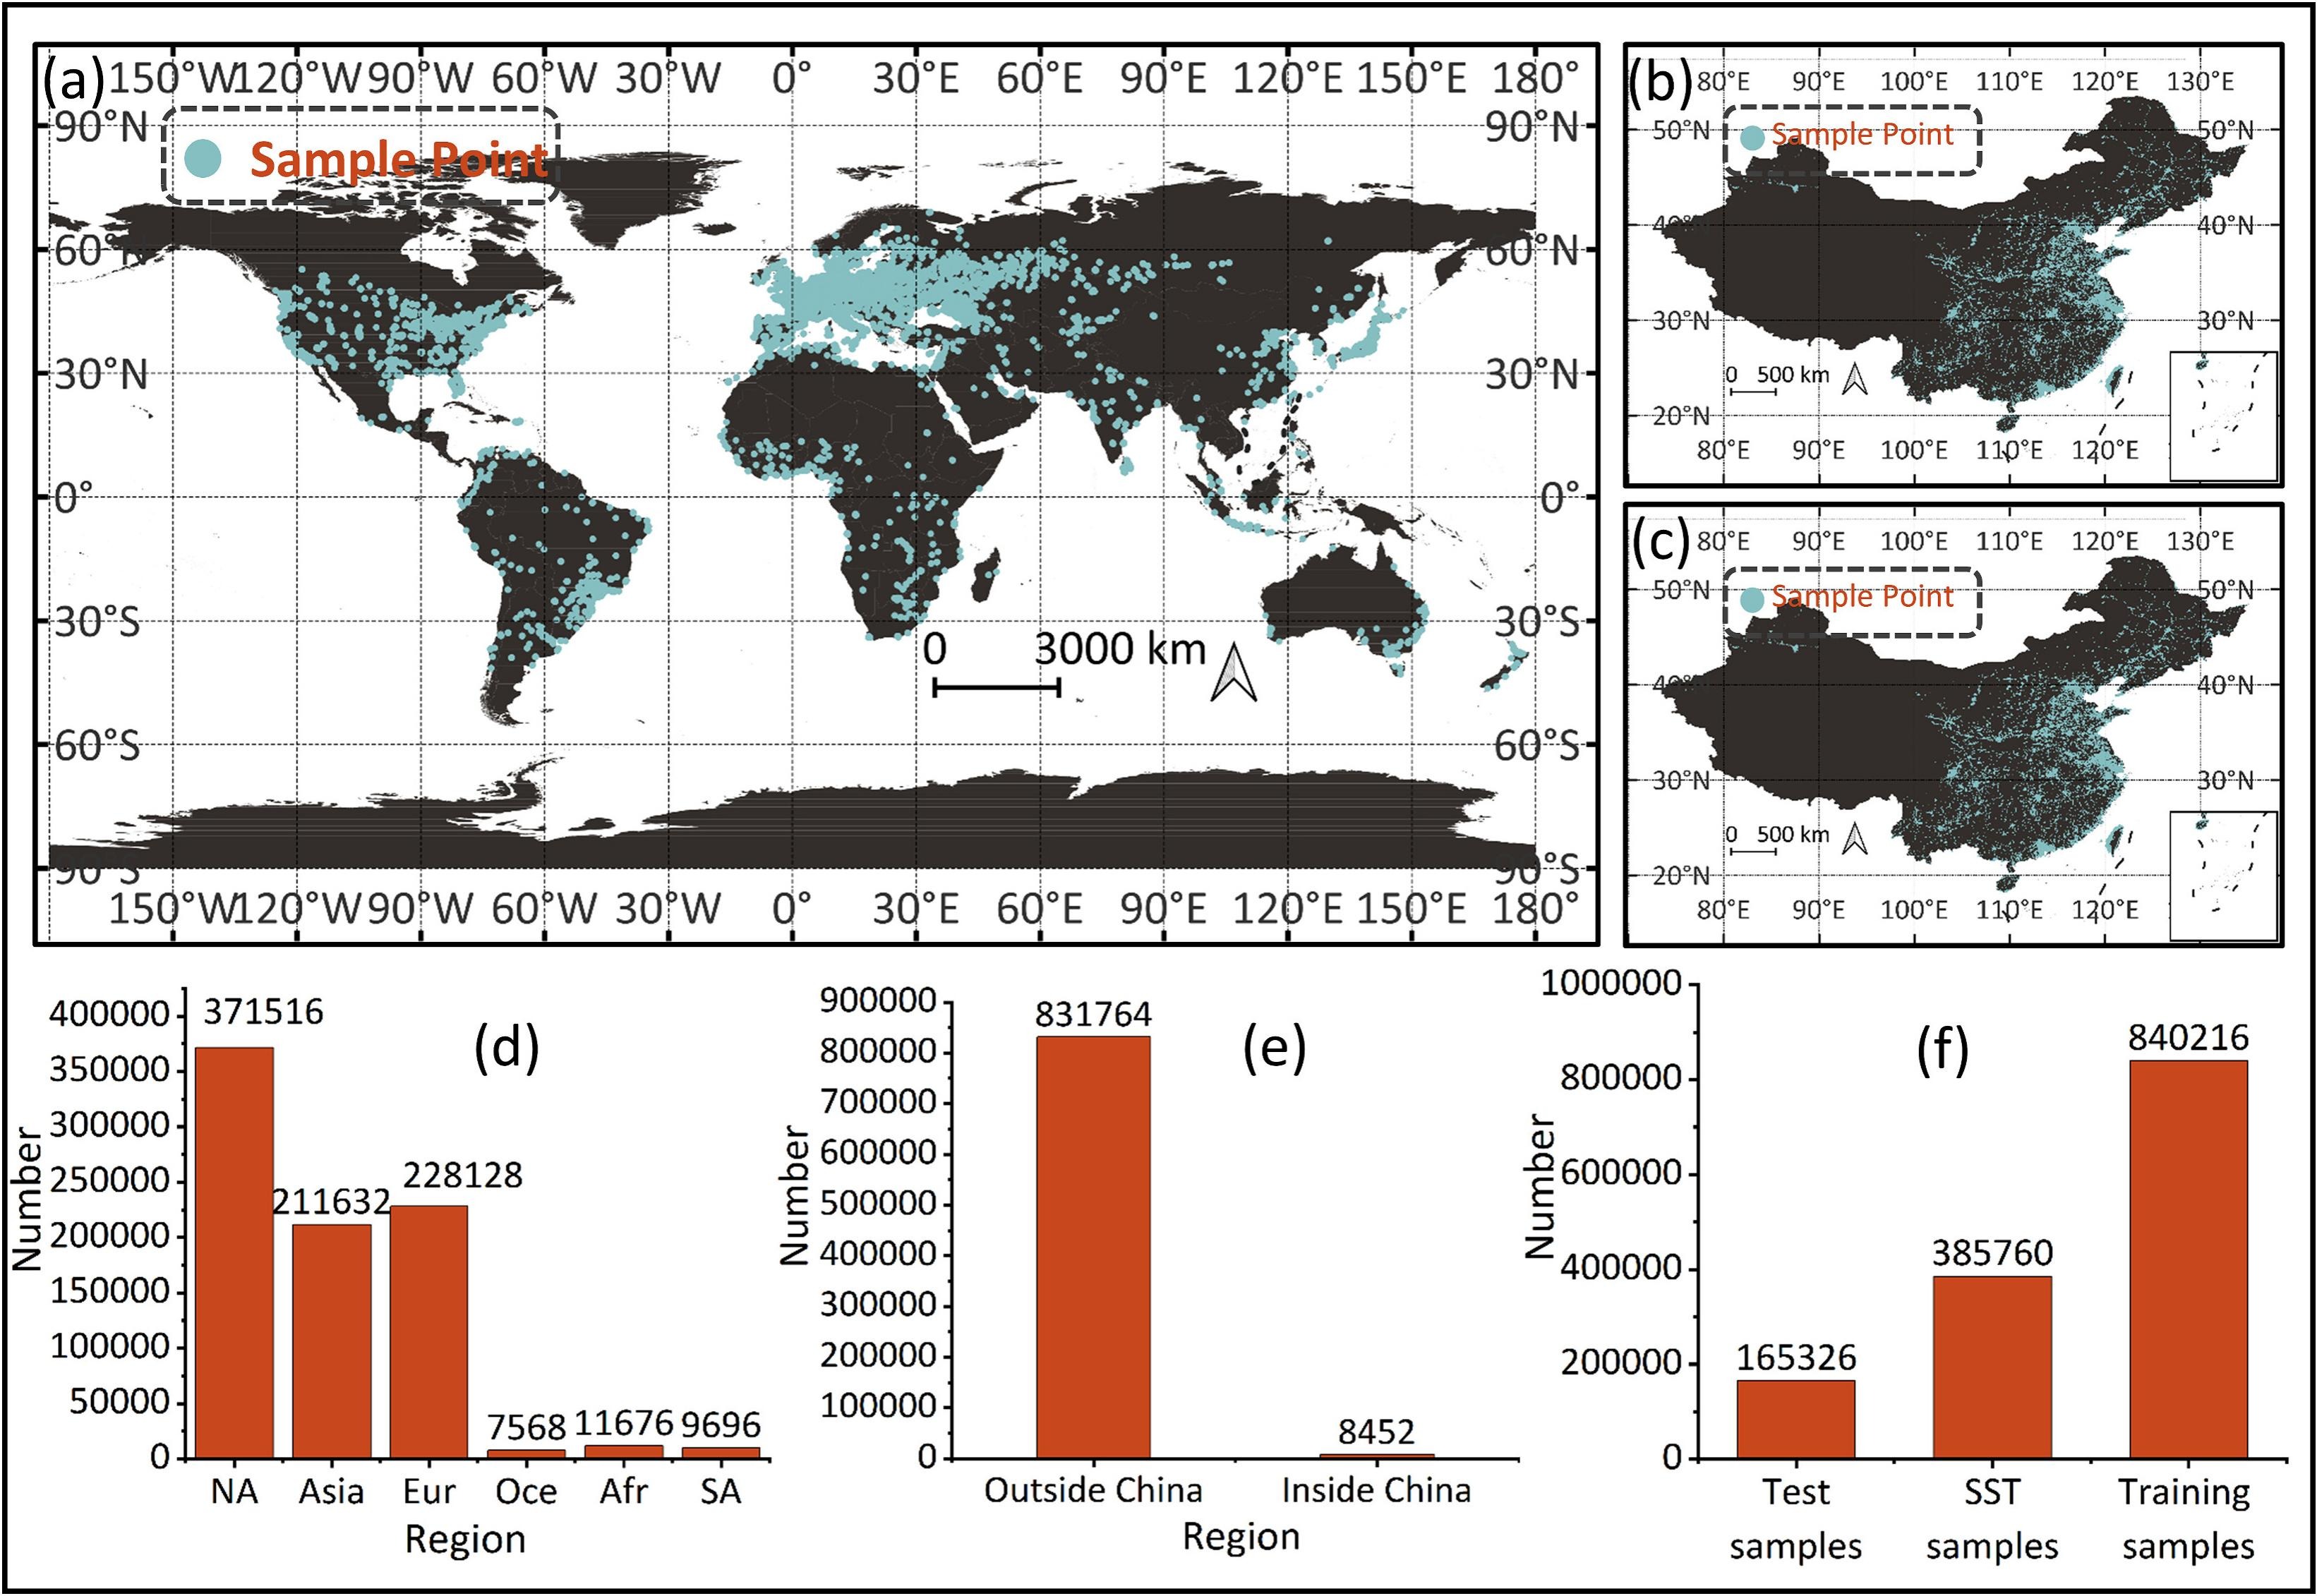 (a)
150°W 120°W 90°W 60°W 30°W 0° 30°E 60°E 90°E 120°E 150°E 180°
90°N 90°N
Sample Point
60°N 60°N
30°N 30°N
0° 0°
30°S 30°S
0 3000 km
60°S 60°S
90°S 90°S
150°W 120°W 90°W 60°W 30°W 0° 30°E 60°E 90°E 120°E 150°E 180°
(b)
80°E 90°E 100°E 110°E 120°E 130°E
50°N Sample Point 50°N
40°N 40°N
30°N 30°N
0 500 km
20°N
80°E 90°E 100°E 110°E 120°E
(c)
80°E 90°E 100°E 110°E 120°E 130°E
50°N Sample Point 50°N
40°N 40°N
30°N 30°N
0 500 km
20°N
80°E 90°E 100°E 110°E 120°E
(d)
Number
400000
350000
300000
250000
200000
150000
100000
50000
0
371516
211632
228128
7568
11676
9696
NA Asia Eur Oce Afr SA
Region
(e)
Number
900000
800000
700000
600000
500000
400000
300000
200000
100000
0
831764
8452
Outside China Inside China
Region
(f)
Number
1000000
800000
600000
400000
200000
0
165326
385760
840216
Test SST Training
samples samples samples